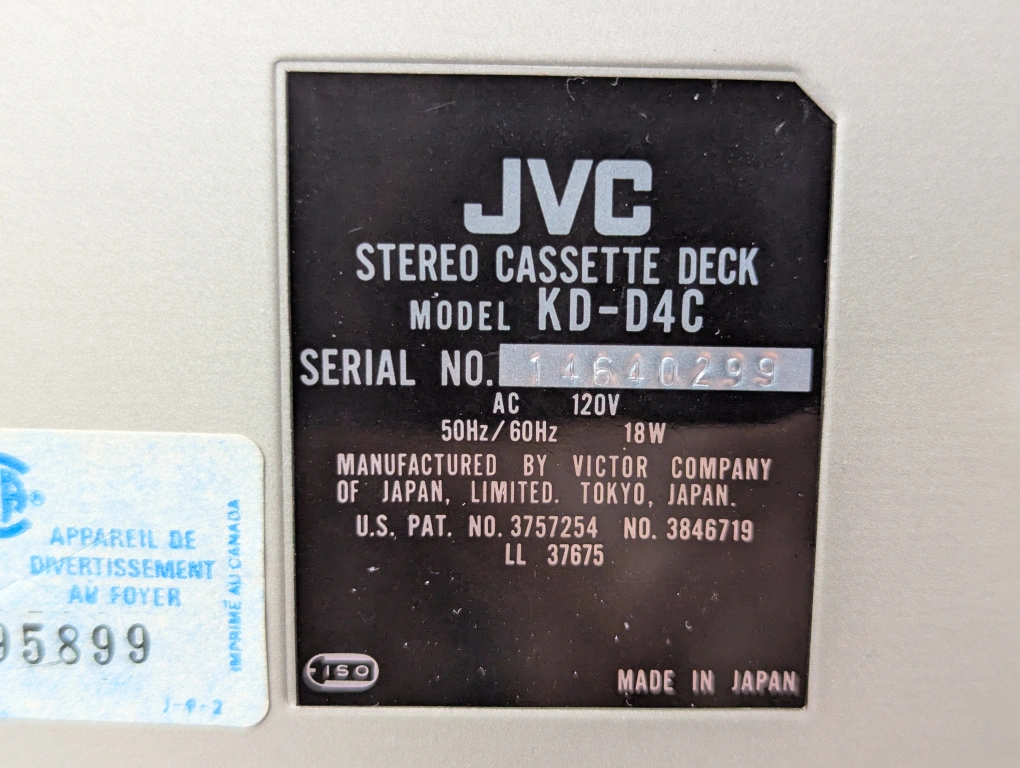 JVC
STEREO CASSETTE DECK
MODEL KD-D4C
SERIAL NO. 14640299
AC 120V
50Hz/60Hz 18W
MANUFACTURED BY VICTOR COMPANY
OF JAPAN, LIMITED. TOKYO, JAPAN.
U.S. PAT. NO. 3757254 NO. 3846719
LL 37675
ISO
MADE IN JAPAN
APPAREIL DE
DIVERTISSEMENT
AU FOYER
95899
J-9-2
IMPRIMÉ AU CANADA